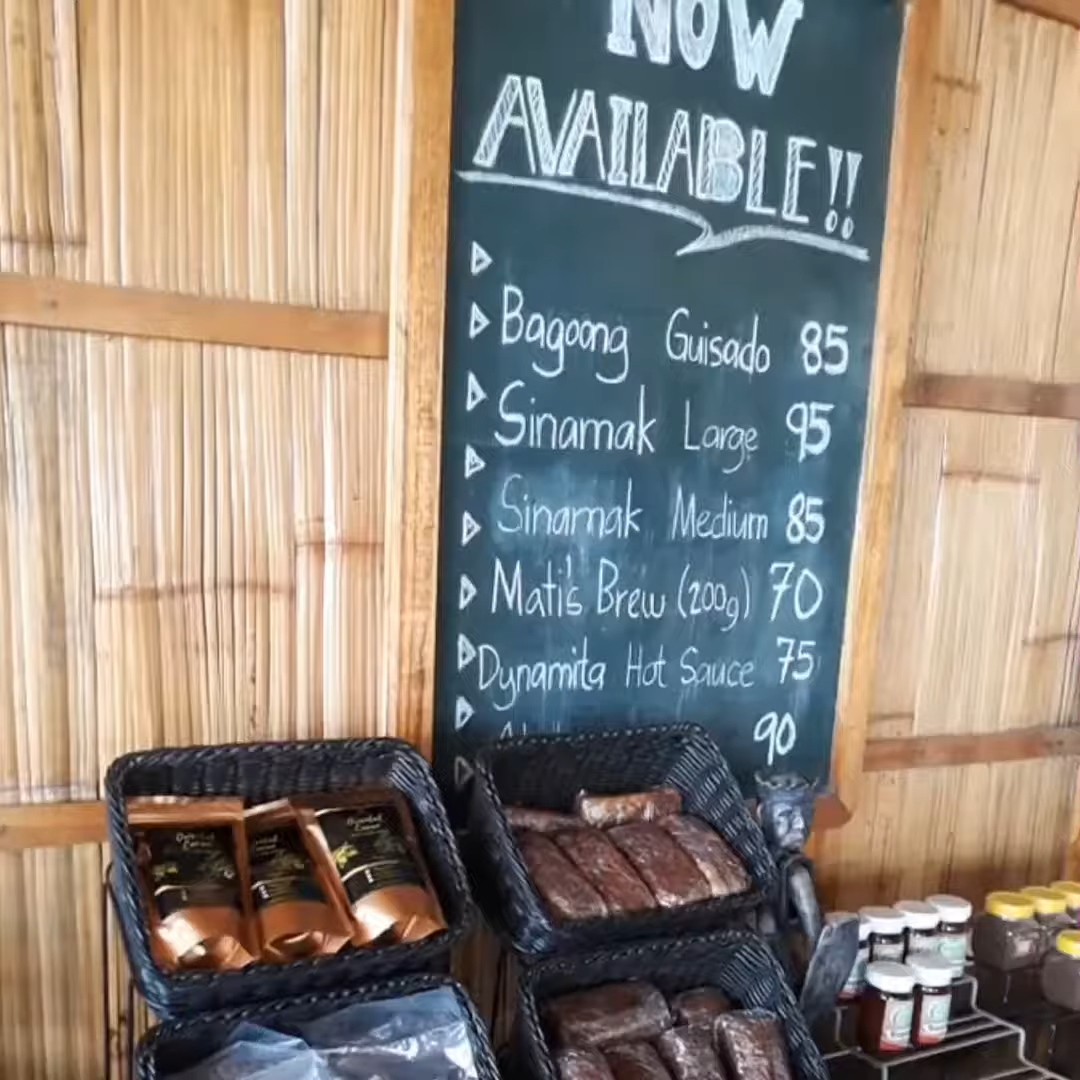 NOW
AVAILABLE!!
Bagoong Guisado 85
Sinamak Large 95
Sinamak Medium 85
Mati's Brew (200g) 70
Dynamita Hot Sauce 75
90